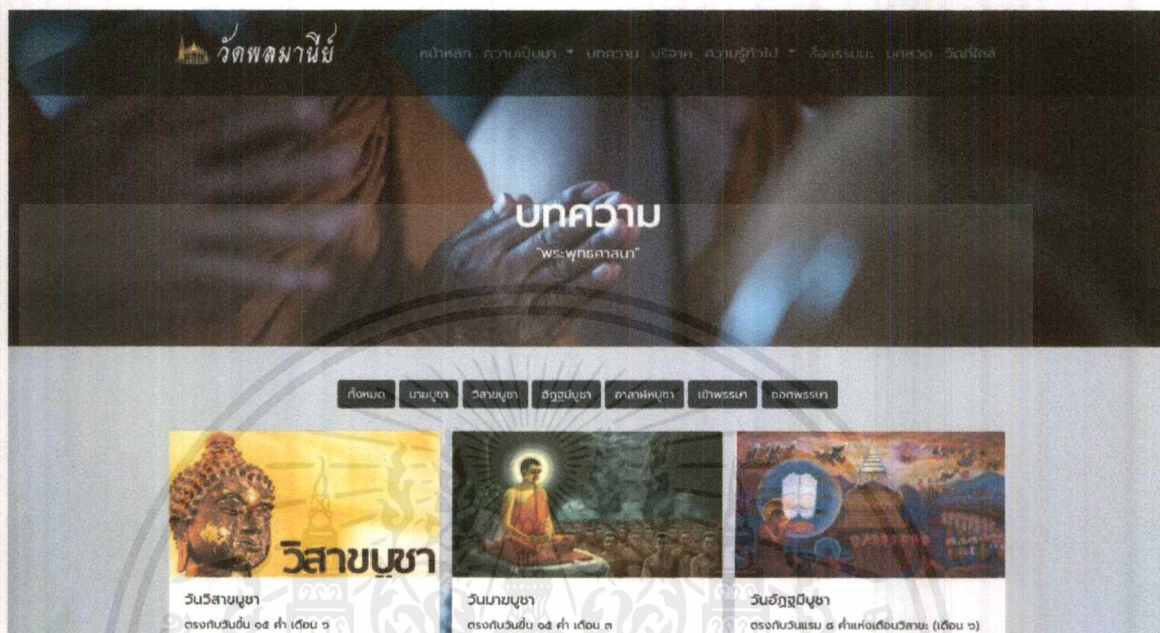 วัดพลมานีย์
หน้าหลัก ความเป็นมา บทความ บริจาค ความรู้ทั่วไป สื่อธรรมะ บทสวด วัดที่ใกล้
บทความ
"พระพุทธศาสนา"
ทั้งหมด มาฆบูชา วิสาขบูชา อัฏฐมีบูชา อาสาฬหบูชา เข้าพรรษา ออกพรรษา
วิสาขบูชา
วันวิสาขบูชา วันมาฆบูชา วันอัฏฐมีบูชา
ตรงกับวันขึ้น ๑๕ ค่ำ เดือน ๖ ตรงกับวันขึ้น ๑๕ ค่ำ เดือน ๓ ตรงกับวันแรม ๘ ค่ำแห่งเดือนวิสาขะ (เดือน ๖)